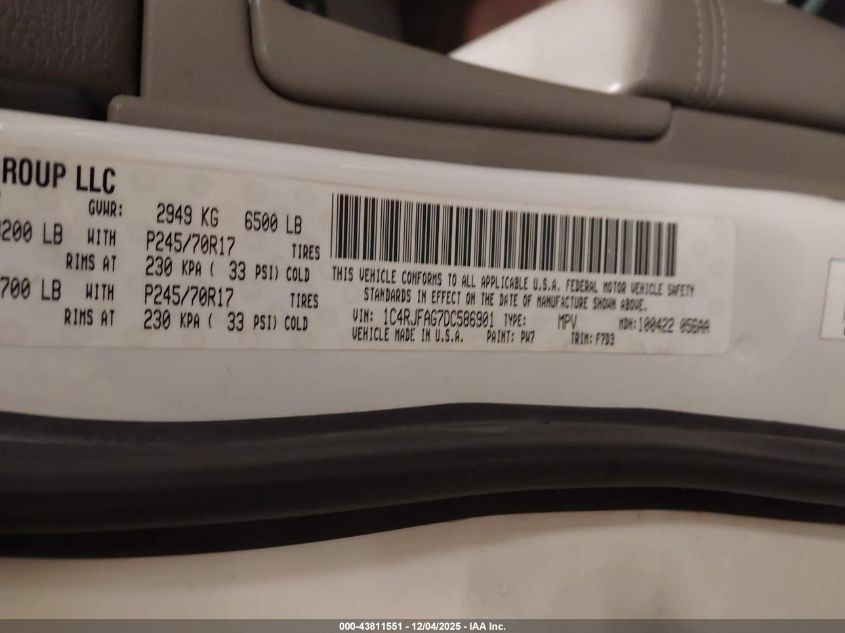 ROUP LLC
GVWR: 2949 KG 6500 LB
200 LB WITH P245/70R17 TIRES
RIMS AT 230 KPA ( 33 PSI) COLD
700 LB WITH P245/70R17 TIRES
RIMS AT 230 KPA ( 33 PSI) COLD
THIS VEHICLE CONFORMS TO ALL APPLICABLE U.S.A. FEDERAL MOTOR VEHICLE SAFETY
STANDARDS IN EFFECT ON THE DATE OF MANUFACTURE SHOWN ABOVE.
VIN: 1C4RJFAG7DC586901 TYPE: MPV MDH: 100422 056AA
VEHICLE MADE IN U.S.A. PAINT: PW7 TRIM: F7D3
000-43811551 - 12/04/2025 - IAA Inc.